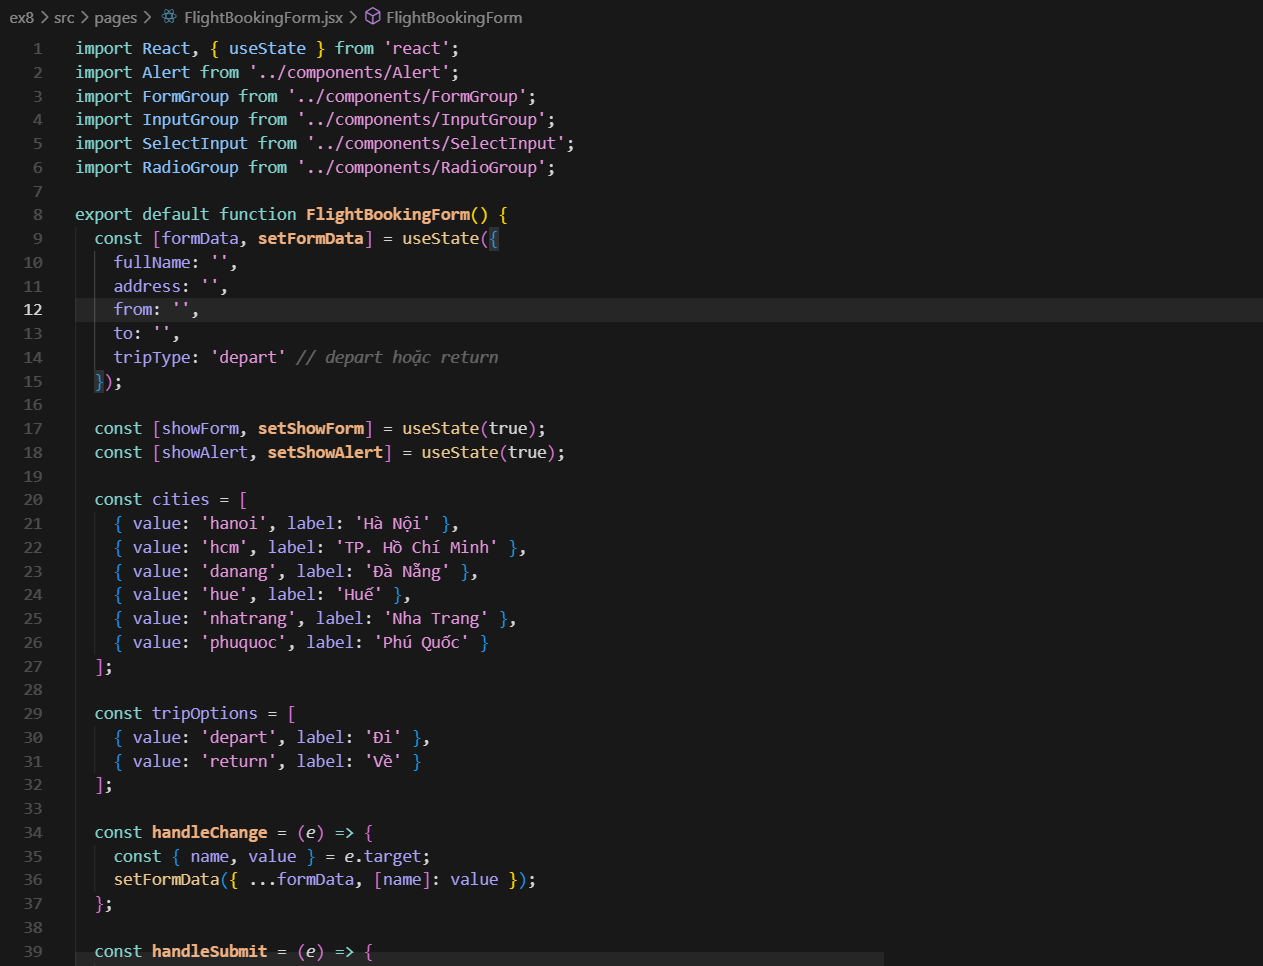 ex8 > src > pages > FlightBookingForm.jsx > FlightBookingForm
1 import React, { useState } from 'react';
2 import Alert from '../components/Alert';
3 import FormGroup from '../components/FormGroup';
4 import InputGroup from '../components/InputGroup';
5 import SelectInput from '../components/SelectInput';
6 import RadioGroup from '../components/RadioGroup';
7
8 export default function FlightBookingForm() {
9   const [formData, setFormData] = useState({
10     fullName: '',
11     address: '',
12     from: '',
13     to: '',
14     tripType: 'depart' // depart hoặc return
15   });
16
17   const [showForm, setShowForm] = useState(true);
18   const [showAlert, setShowAlert] = useState(true);
19
20   const cities = [
21     { value: 'hanoi', label: 'Hà Nội' },
22     { value: 'hcm', label: 'TP. Hồ Chí Minh' },
23     { value: 'danang', label: 'Đà Nẵng' },
24     { value: 'hue', label: 'Huế' },
25     { value: 'nhatrang', label: 'Nha Trang' },
26     { value: 'phuquoc', label: 'Phú Quốc' }
27   ];
28
29   const tripOptions = [
30     { value: 'depart', label: 'Đi' },
31     { value: 'return', label: 'Về' }
32   ];
33
34   const handleChange = (e) => {
35     const { name, value } = e.target;
36     setFormData({ ...formData, [name]: value });
37   };
38
39   const handleSubmit = (e) => {